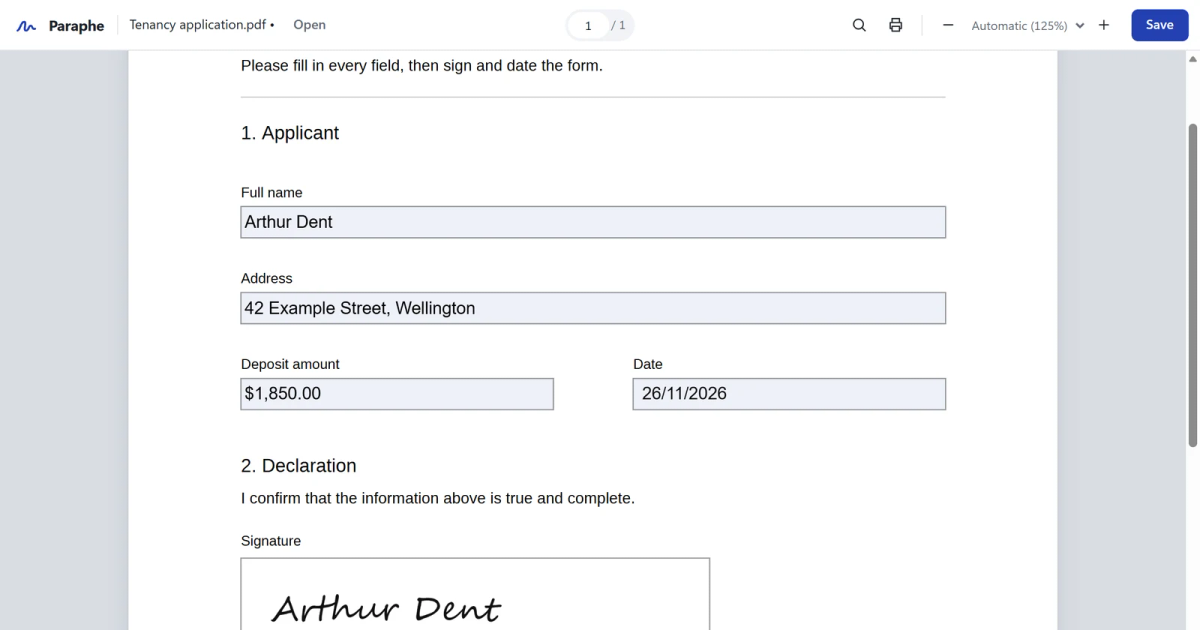 Paraphe
Tenancy application.pdf •
Open
1 / 1
Automatic (125%)
Save
Please fill in every field, then sign and date the form.
1. Applicant
Full name
Arthur Dent
Address
42 Example Street, Wellington
Deposit amount
Date
$1,850.00
26/11/2026
2. Declaration
I confirm that the information above is true and complete.
Signature
Arthur Dent